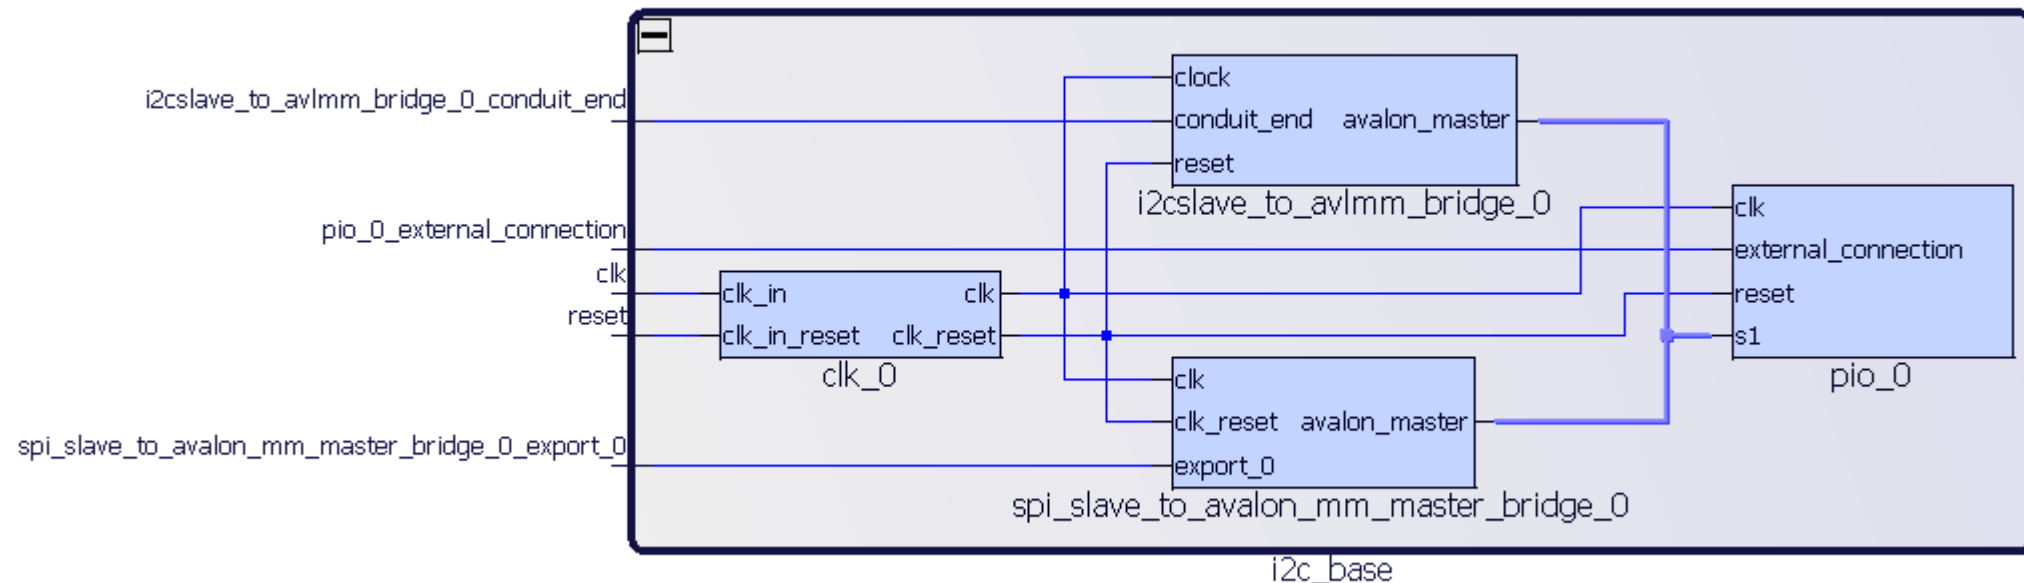 i2cslave_to_avlmm_bridge_0_conduit_end
pio_0_external_connection
clk
reset
spi_slave_to_avalon_mm_master_bridge_0_export_0
clk_in clk
clk_in_reset clk_reset
clk_0
clock
conduit_end avalon_master
reset
i2cslave_to_avlmm_bridge_0
clk
clk_reset avalon_master
export_0
spi_slave_to_avalon_mm_master_bridge_0
clk
external_connection
reset
s1
pio_0
i2c_base